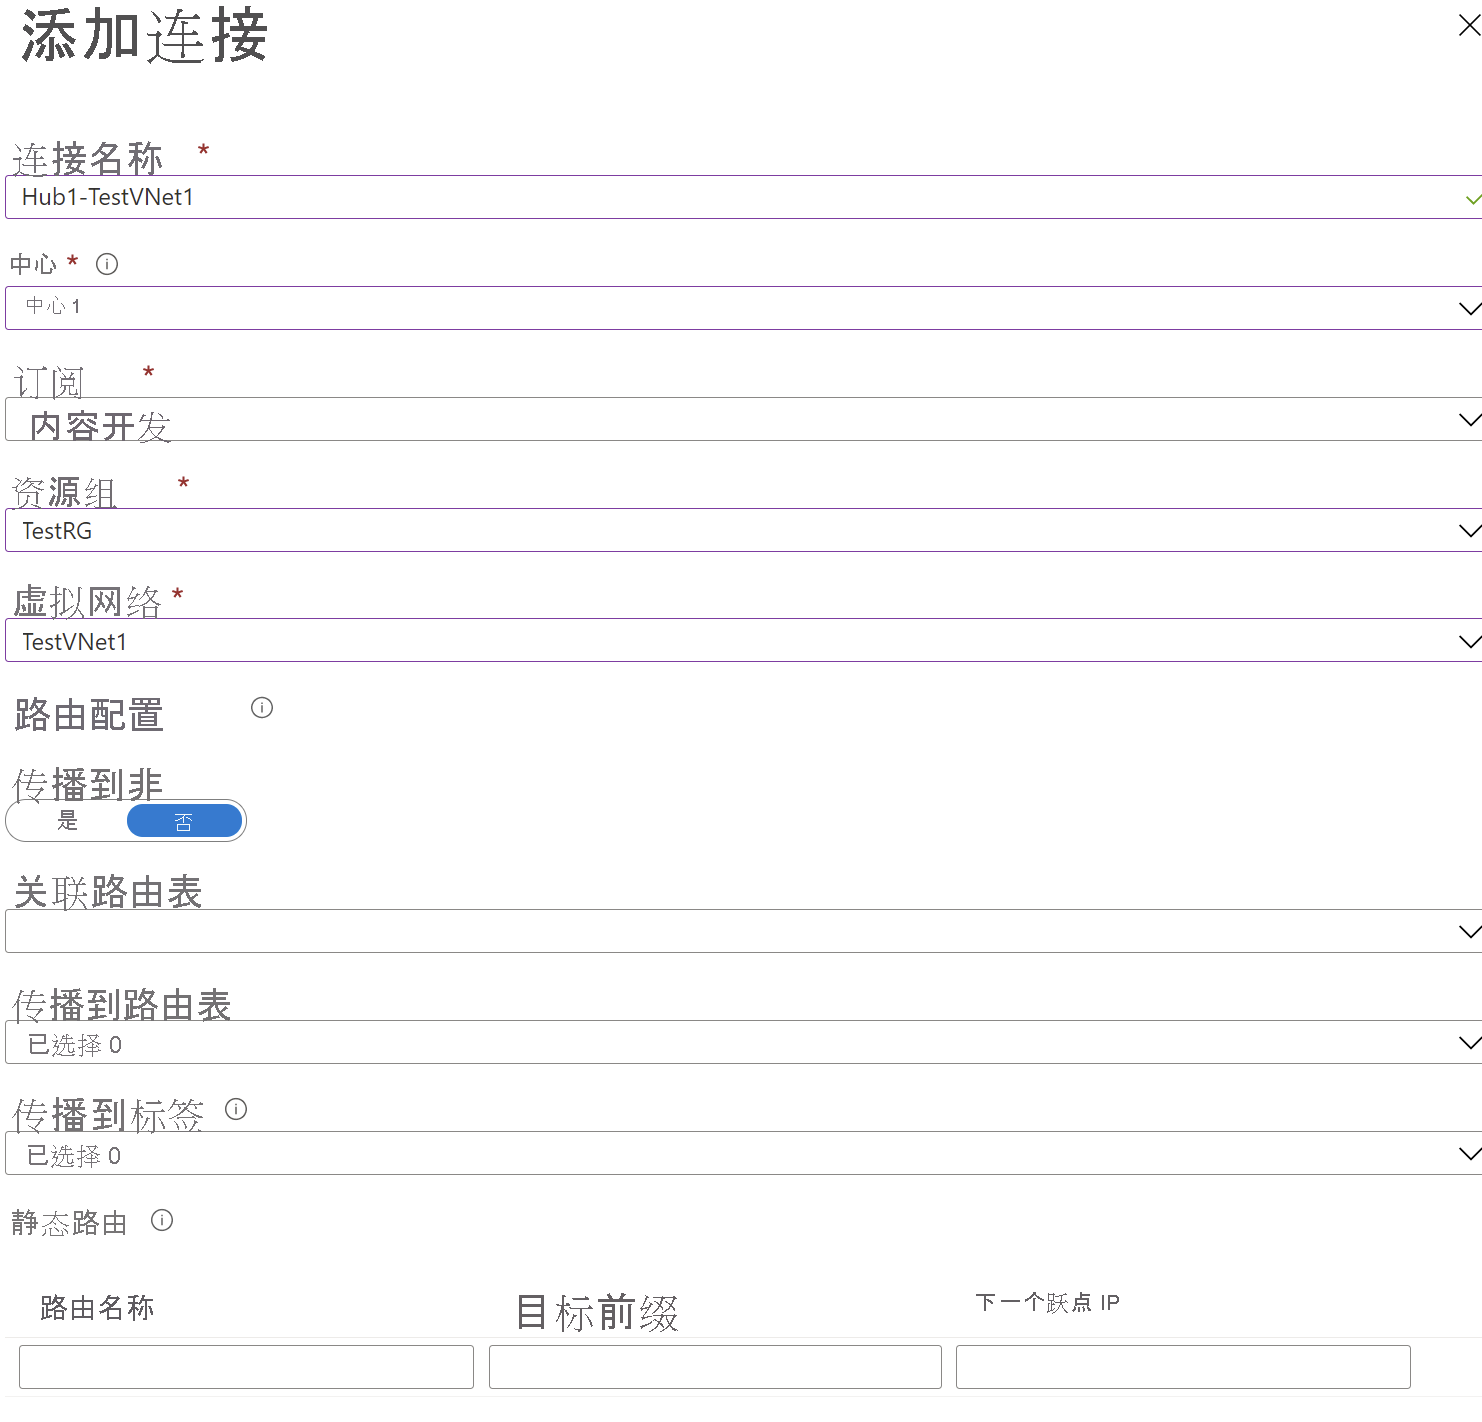 添加连接
连接名称 *
Hub1-TestVNet1
中心 *
中心 1
订阅 *
内容开发
资源组 *
TestRG
虚拟网络 *
TestVNet1
路由配置
传播到非
是 否
关联路由表
传播到路由表
已选择 0
传播到标签
已选择 0
静态路由
路由名称 目标前缀 下一个跃点 IP